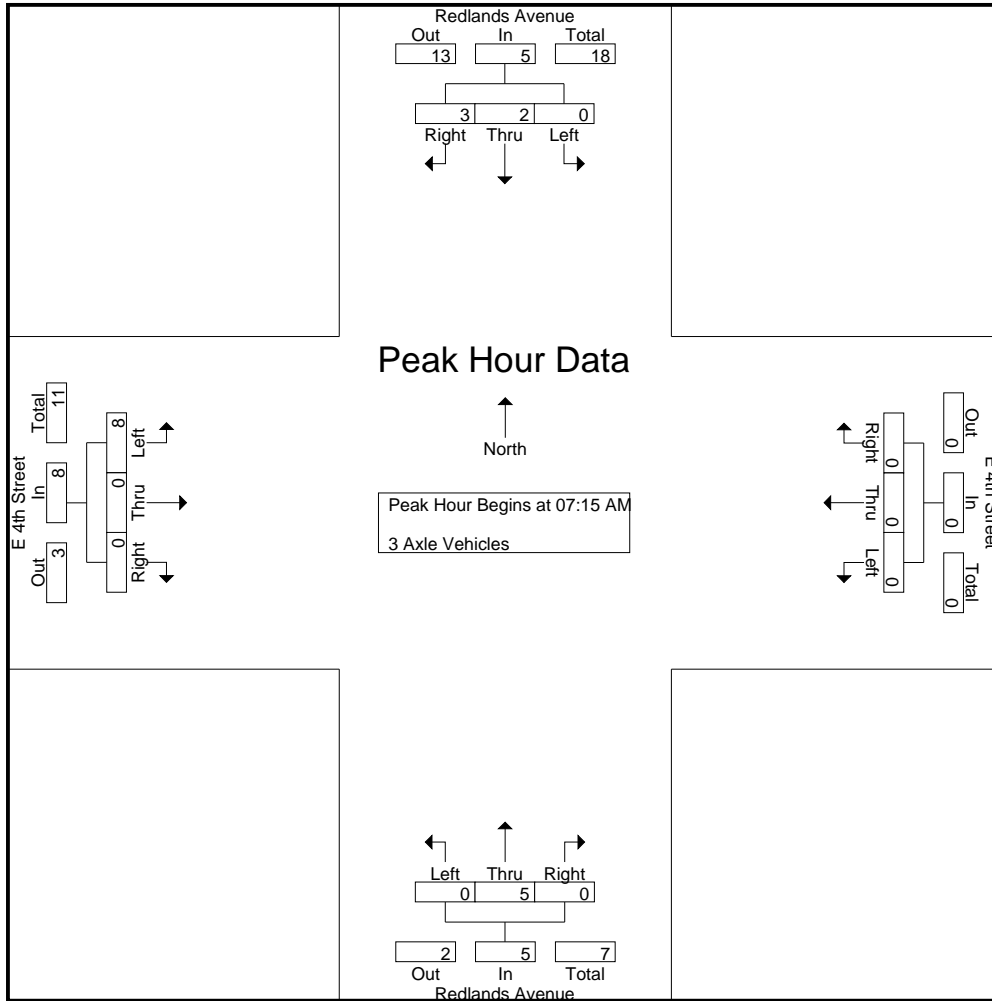 Redlands Avenue
Out In Total
13 5 18
3 2 0
Right Thru Left
Peak Hour Data
North
Peak Hour Begins at 07:15 AM
3 Axle Vehicles
E 4th Street
Total In Out
11 8 3
8 0 0
Left Thru Right
E 4th Street
Out In Total
0 0 0
0 0 0
Right Thru Left
Left Thru Right
0 5 0
2 5 7
Out In Total
Redlands Avenue